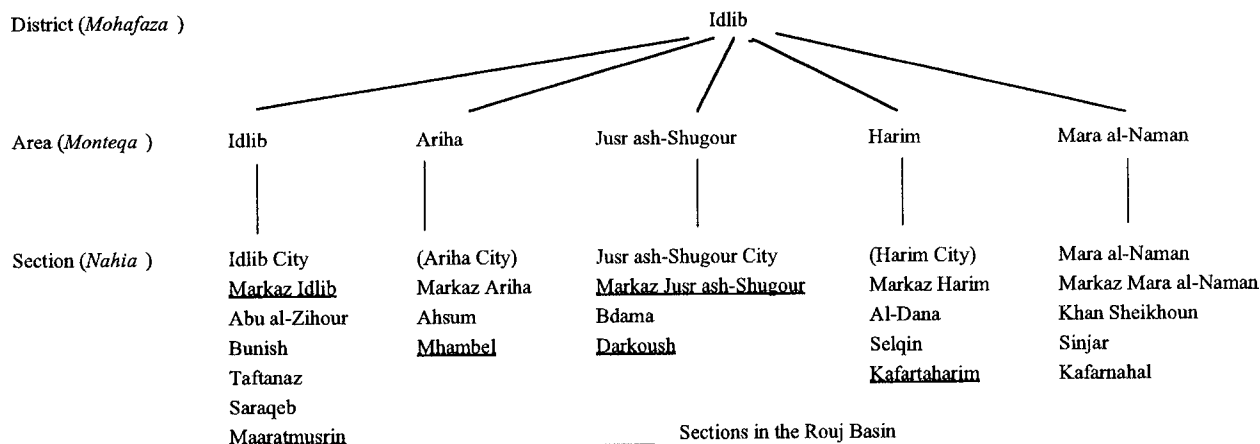 District (Mohafaza )
Idlib
Area (Monteqa )
Idlib
Ariha
Jusr ash-Shugour
Harim
Mara al-Naman
Section (Nahia )
Idlib City
(Ariha City)
Jusr ash-Shugour City
(Harim City)
Mara al-Naman
Markaz Idlib
Markaz Ariha
Markaz Jusr ash-Shugour
Markaz Harim
Markaz Mara al-Naman
Abu al-Zihour
Ahsum
Bdama
Al-Dana
Khan Sheikhoun
Bunish
Mhambel
Darkoush
Selqin
Sinjar
Taftanaz
Kafartaharim
Kafarnahal
Saraqeb
Maaratmusrin
Sections in the Rouj Basin